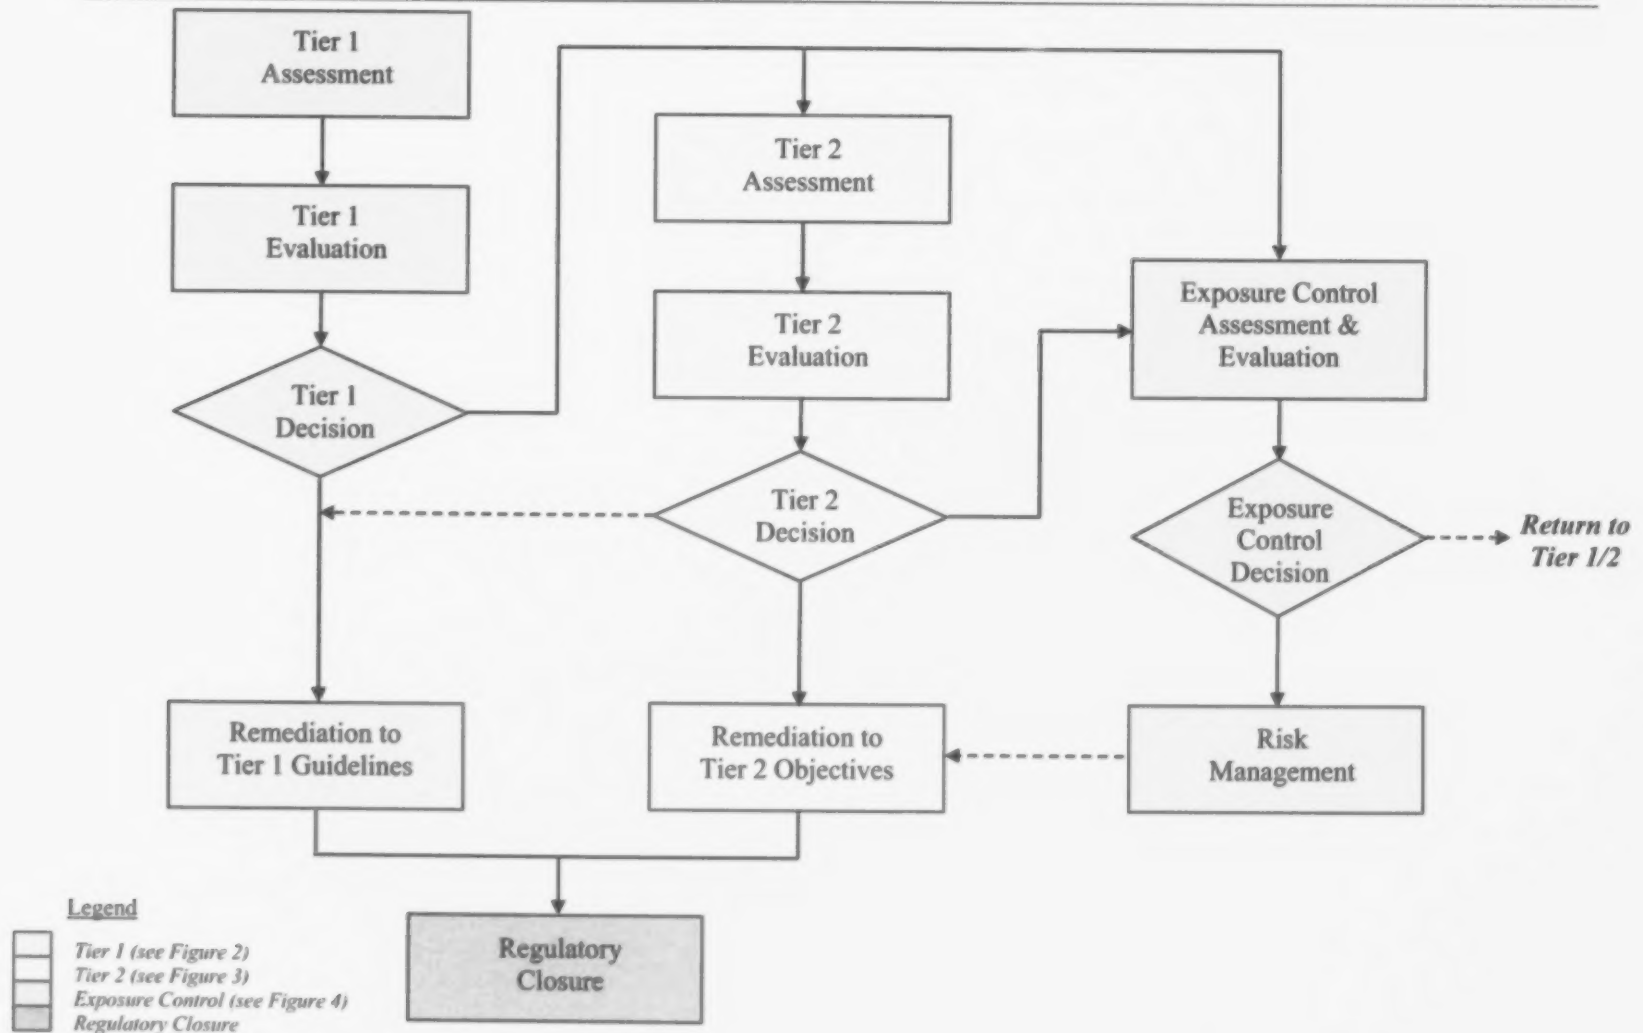 Tier 1
Assessment
Tier 1
Evaluation
Tier 1
Decision
Tier 2
Assessment
Tier 2
Evaluation
Tier 2
Decision
Exposure Control
Assessment &
Evaluation
Exposure
Control
Decision
Return to
Tier 1/2
Remediation to
Tier 1 Guidelines
Remediation to
Tier 2 Objectives
Risk
Management
Regulatory
Closure
Legend
Tier 1 (see Figure 2)
Tier 2 (see Figure 3)
Exposure Control (see Figure 4)
Regulatory Closure